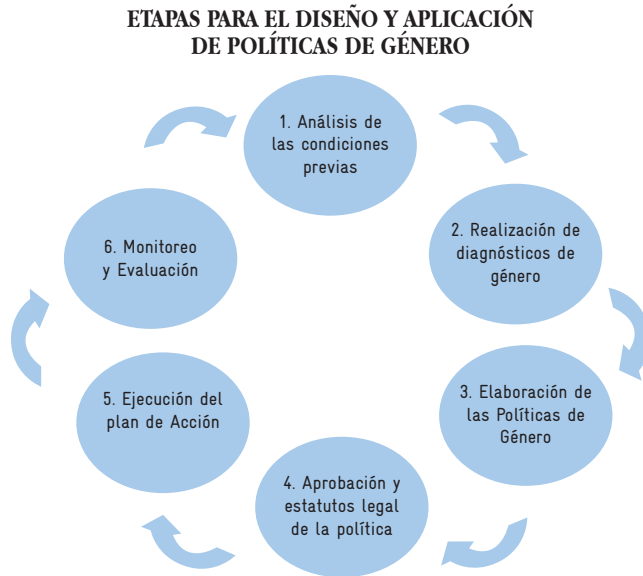 ETAPAS PARA EL DISEÑO Y APLICACIÓN
DE POLÍTICAS DE GÉNERO
1. Análisis de
las condiciones
previas
2. Realización de
diagnósticos de
género
3. Elaboración de
las Políticas de
Género
4. Aprobación y
estatutos legal
de la política
5. Ejecución del
plan de Acción
6. Monitoreo
y Evaluación